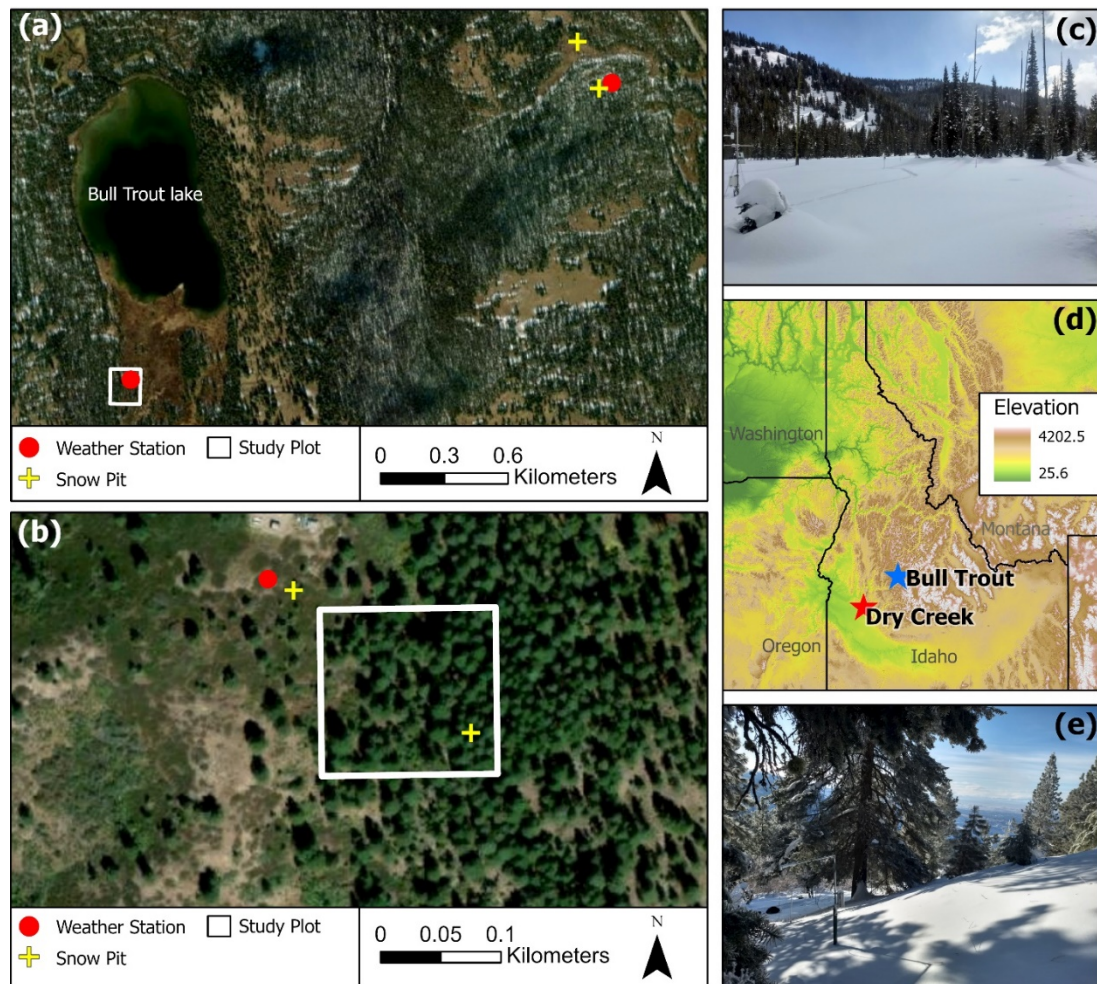 (a)
Bull Trout lake
Weather Station
Study Plot
Snow Pit
0 0.3 0.6
Kilometers
N
(b)
Weather Station
Study Plot
Snow Pit
0 0.05 0.1
Kilometers
N
(c)
(d)
Elevation
4202.5
25.6
Washington
Montana
Bull Trout
Dry Creek
Oregon
Idaho
(e)